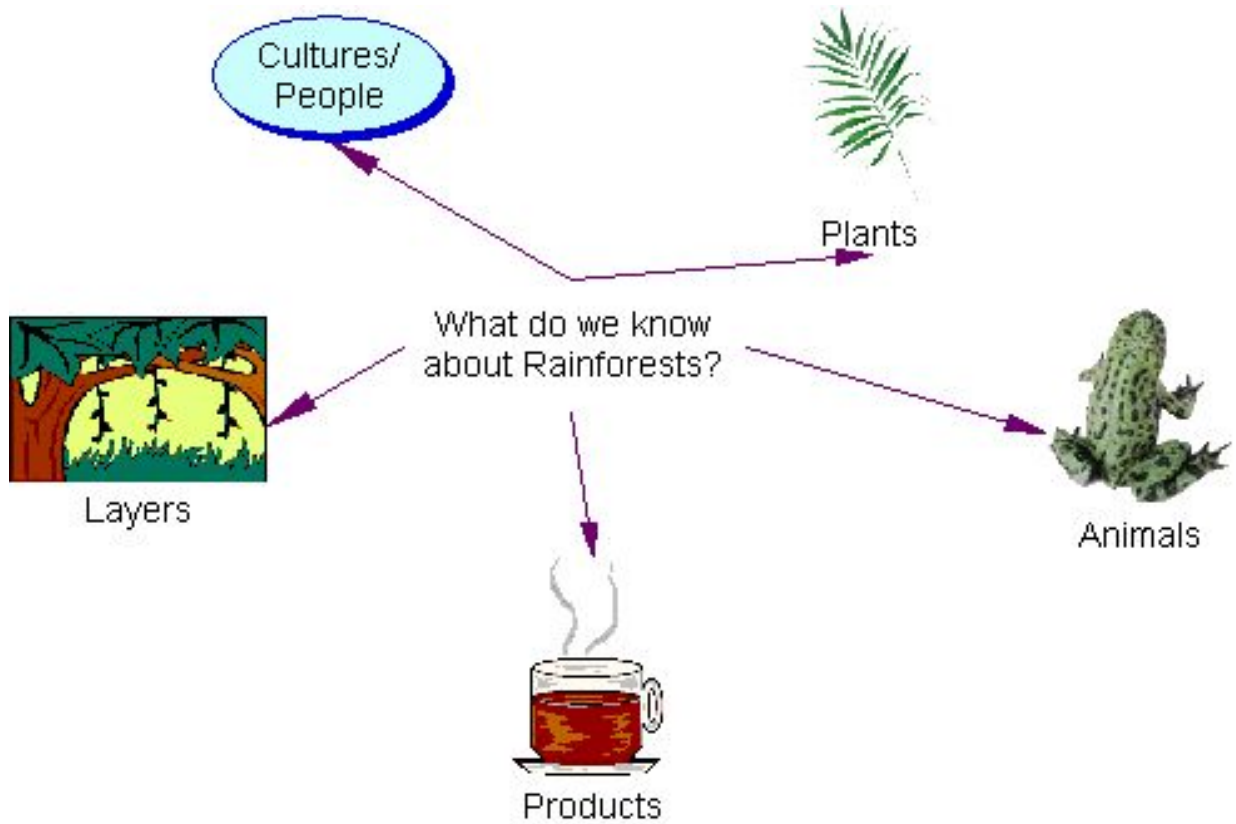 Cultures/
People
Plants
What do we know
about Rainforests?
Layers
Animals
Products